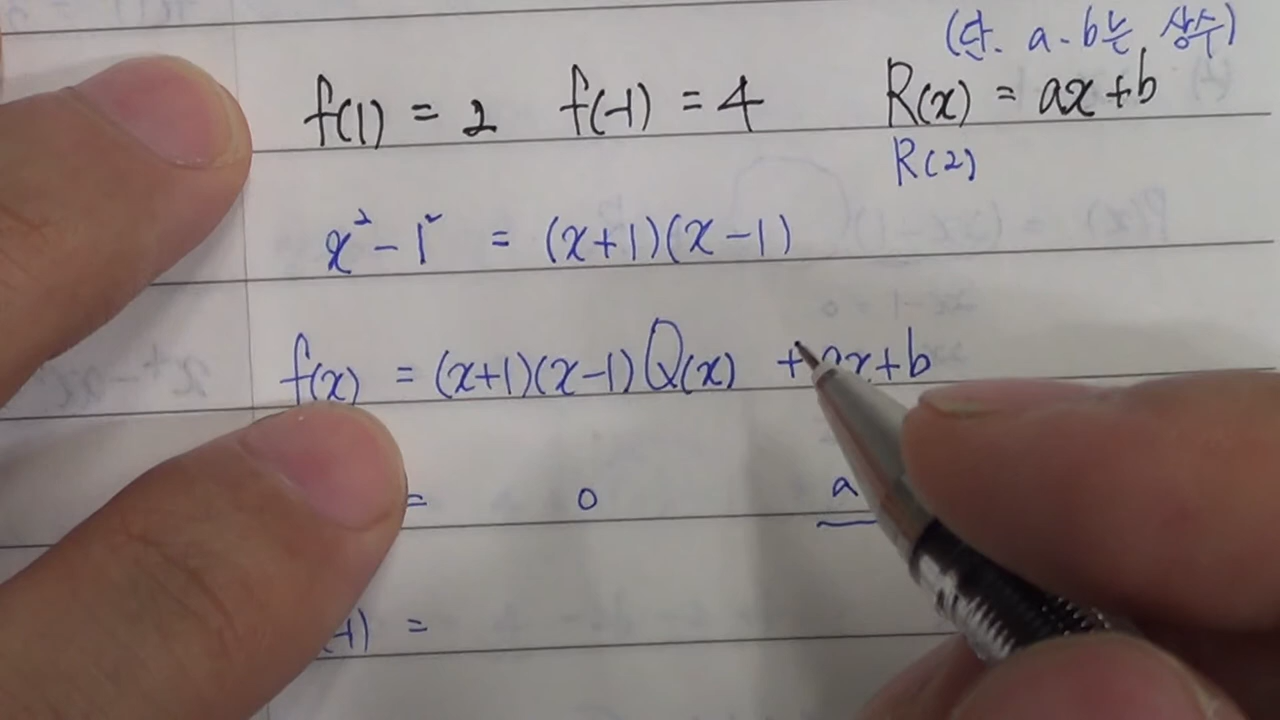 (단. a.b는 상수)
f(1) = 2 f(-1) = 4 R(x) = ax+b
R(2)
x² - 1² = (x+1)(x-1)
f(x) = (x+1)(x-1)Q(x) + ax+b
= 0 a
-1) =